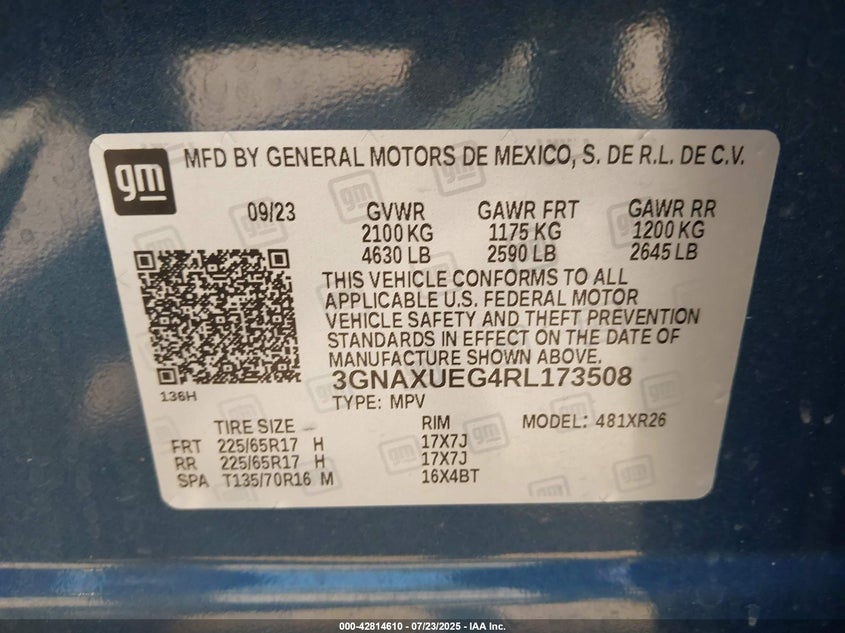 gm
MFD BY GENERAL MOTORS DE MEXICO, S. DE R.L. DE C.V.
09/23 GVWR GAWR FRT GAWR RR
2100 KG 1175 KG 1200 KG
4630 LB 2590 LB 2645 LB
THIS VEHICLE CONFORMS TO ALL
APPLICABLE U.S. FEDERAL MOTOR
VEHICLE SAFETY AND THEFT PREVENTION
STANDARDS IN EFFECT ON THE DATE OF
MANUFACTURE SHOWN ABOVE.
3GNAXUEG4RL173508
136H
TYPE: MPV
TIRE SIZE RIM MODEL: 481XR26
FRT 225/65R17 H 17X7J
RR 225/65R17 H 17X7J
SPA T135/70R16 M 16X4BT
000-42814610 - 07/23/2025 - IAA Inc.